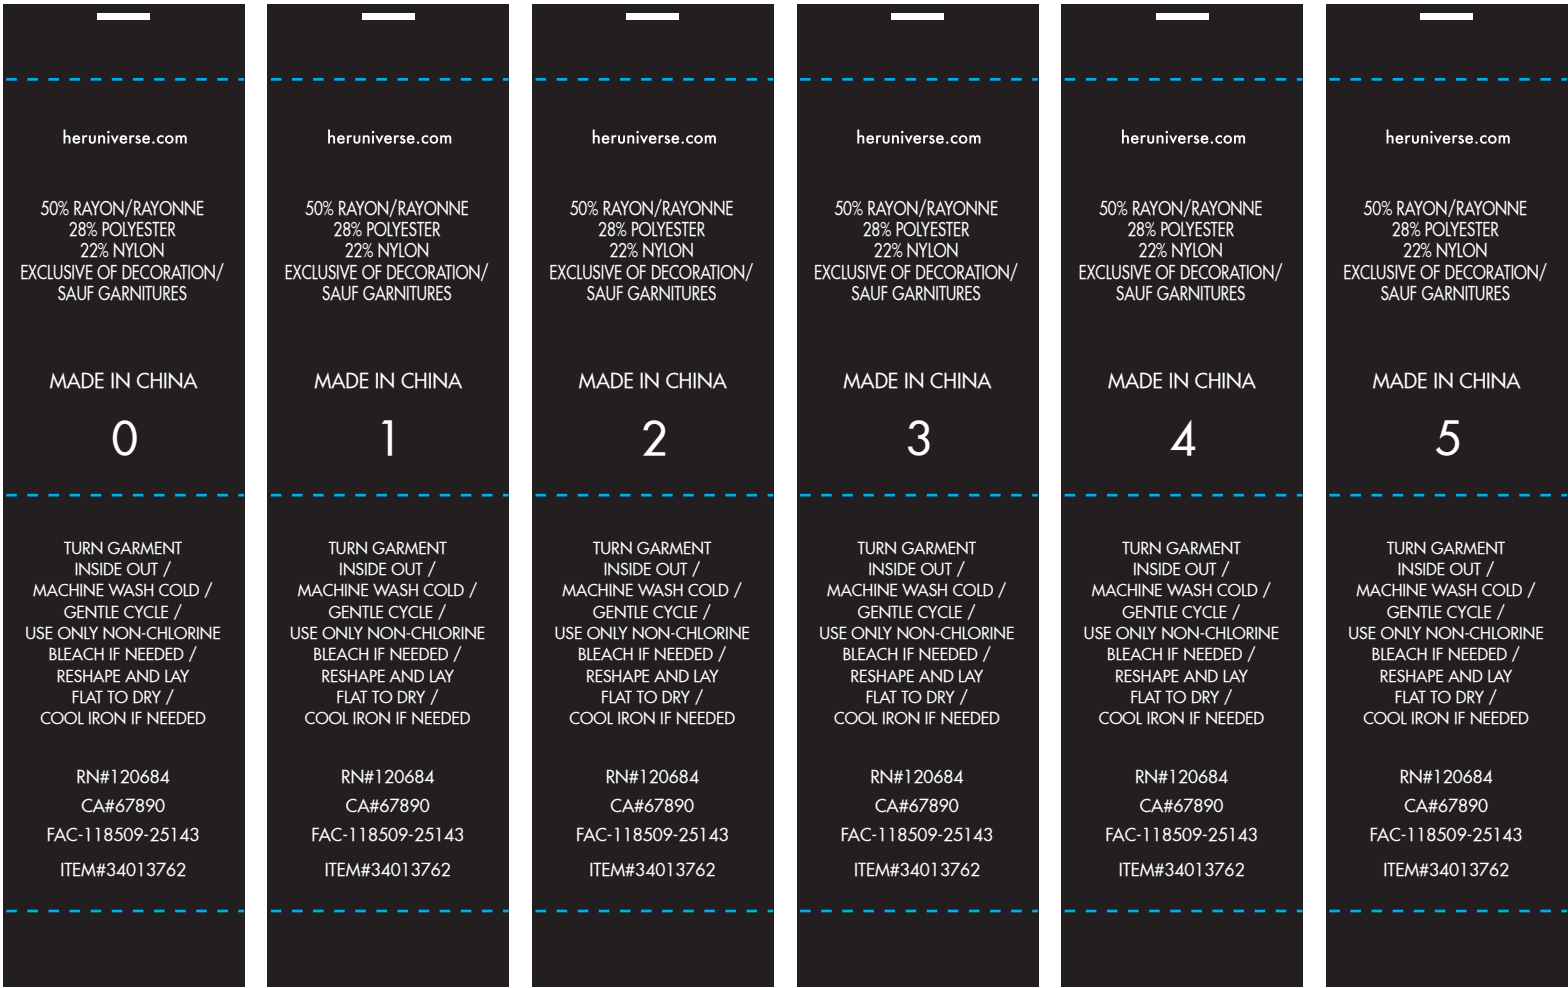 heruniverse.com
50% RAYON/RAYONNE
28% POLYESTER
22% NYLON
EXCLUSIVE OF DECORATION/
SAUF GARNITURES
MADE IN CHINA
0
TURN GARMENT
INSIDE OUT /
MACHINE WASH COLD /
GENTLE CYCLE /
USE ONLY NON-CHLORINE
BLEACH IF NEEDED /
RESHAPE AND LAY
FLAT TO DRY /
COOL IRON IF NEEDED
RN#120684
CA#67890
FAC-118509-25143
ITEM#34013762
heruniverse.com
50% RAYON/RAYONNE
28% POLYESTER
22% NYLON
EXCLUSIVE OF DECORATION/
SAUF GARNITURES
MADE IN CHINA
1
TURN GARMENT
INSIDE OUT /
MACHINE WASH COLD /
GENTLE CYCLE /
USE ONLY NON-CHLORINE
BLEACH IF NEEDED /
RESHAPE AND LAY
FLAT TO DRY /
COOL IRON IF NEEDED
RN#120684
CA#67890
FAC-118509-25143
ITEM#34013762
heruniverse.com
50% RAYON/RAYONNE
28% POLYESTER
22% NYLON
EXCLUSIVE OF DECORATION/
SAUF GARNITURES
MADE IN CHINA
2
TURN GARMENT
INSIDE OUT /
MACHINE WASH COLD /
GENTLE CYCLE /
USE ONLY NON-CHLORINE
BLEACH IF NEEDED /
RESHAPE AND LAY
FLAT TO DRY /
COOL IRON IF NEEDED
RN#120684
CA#67890
FAC-118509-25143
ITEM#34013762
heruniverse.com
50% RAYON/RAYONNE
28% POLYESTER
22% NYLON
EXCLUSIVE OF DECORATION/
SAUF GARNITURES
MADE IN CHINA
3
TURN GARMENT
INSIDE OUT /
MACHINE WASH COLD /
GENTLE CYCLE /
USE ONLY NON-CHLORINE
BLEACH IF NEEDED /
RESHAPE AND LAY
FLAT TO DRY /
COOL IRON IF NEEDED
RN#120684
CA#67890
FAC-118509-25143
ITEM#34013762
heruniverse.com
50% RAYON/RAYONNE
28% POLYESTER
22% NYLON
EXCLUSIVE OF DECORATION/
SAUF GARNITURES
MADE IN CHINA
4
TURN GARMENT
INSIDE OUT /
MACHINE WASH COLD /
GENTLE CYCLE /
USE ONLY NON-CHLORINE
BLEACH IF NEEDED /
RESHAPE AND LAY
FLAT TO DRY /
COOL IRON IF NEEDED
RN#120684
CA#67890
FAC-118509-25143
ITEM#34013762
heruniverse.com
50% RAYON/RAYONNE
28% POLYESTER
22% NYLON
EXCLUSIVE OF DECORATION/
SAUF GARNITURES
MADE IN CHINA
5
TURN GARMENT
INSIDE OUT /
MACHINE WASH COLD /
GENTLE CYCLE /
USE ONLY NON-CHLORINE
BLEACH IF NEEDED /
RESHAPE AND LAY
FLAT TO DRY /
COOL IRON IF NEEDED
RN#120684
CA#67890
FAC-118509-25143
ITEM#34013762